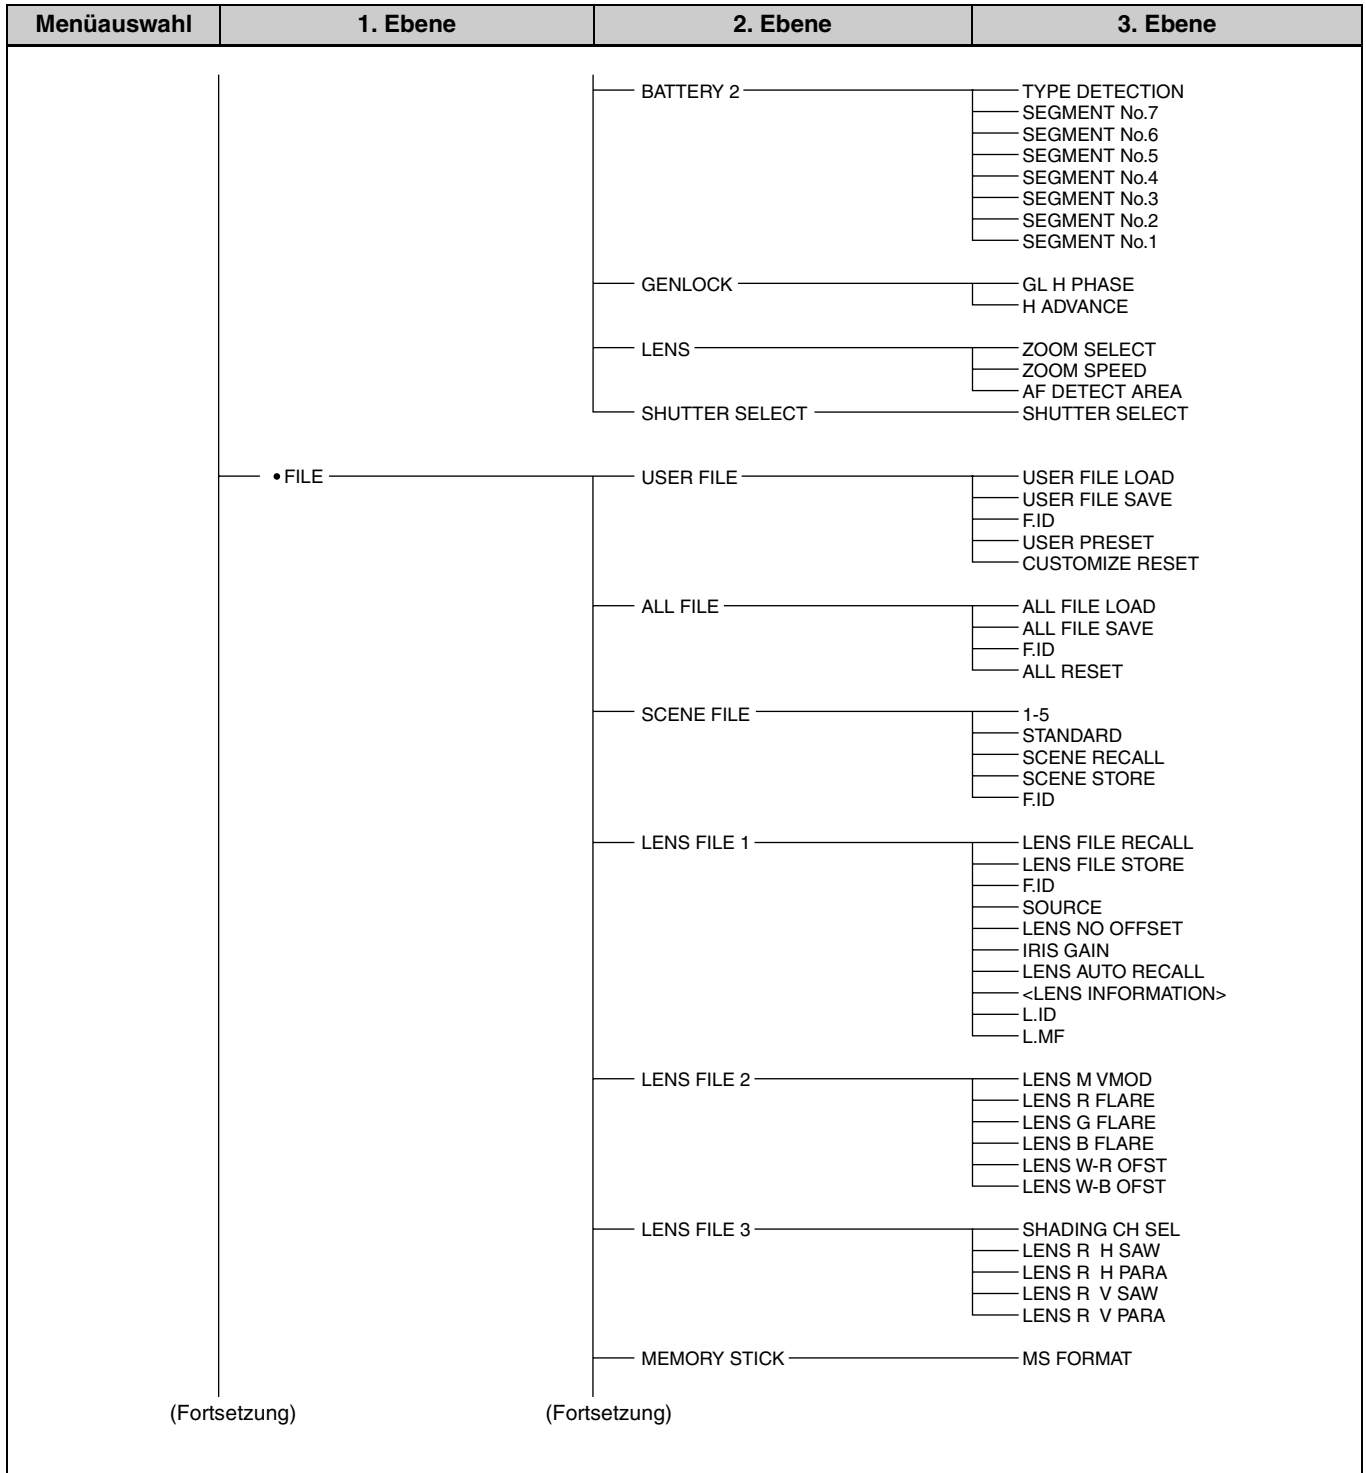 Menüauswahl 1. Ebene 2. Ebene 3. Ebene
BATTERY 2 TYPE DETECTION
SEGMENT No.7
SEGMENT No.6
SEGMENT No.5
SEGMENT No.4
SEGMENT No.3
SEGMENT No.2
SEGMENT No.1
GENLOCK GL H PHASE
H ADVANCE
LENS ZOOM SELECT
ZOOM SPEED
AF DETECT AREA
SHUTTER SELECT SHUTTER SELECT
•FILE USER FILE USER FILE LOAD
USER FILE SAVE
F.ID
USER PRESET
CUSTOMIZE RESET
ALL FILE ALL FILE LOAD
ALL FILE SAVE
F.ID
ALL RESET
SCENE FILE 1-5
STANDARD
SCENE RECALL
SCENE STORE
F.ID
LENS FILE 1 LENS FILE RECALL
LENS FILE STORE
F.ID
SOURCE
LENS NO OFFSET
IRIS GAIN
LENS AUTO RECALL
<LENS INFORMATION>
L.ID
L.MF
LENS FILE 2 LENS M VMOD
LENS R FLARE
LENS G FLARE
LENS B FLARE
LENS W-R OFST
LENS W-B OFST
LENS FILE 3 SHADING CH SEL
LENS R H SAW
LENS R H PARA
LENS R V SAW
LENS R V PARA
MEMORY STICK MS FORMAT
(Fortsetzung) (Fortsetzung)